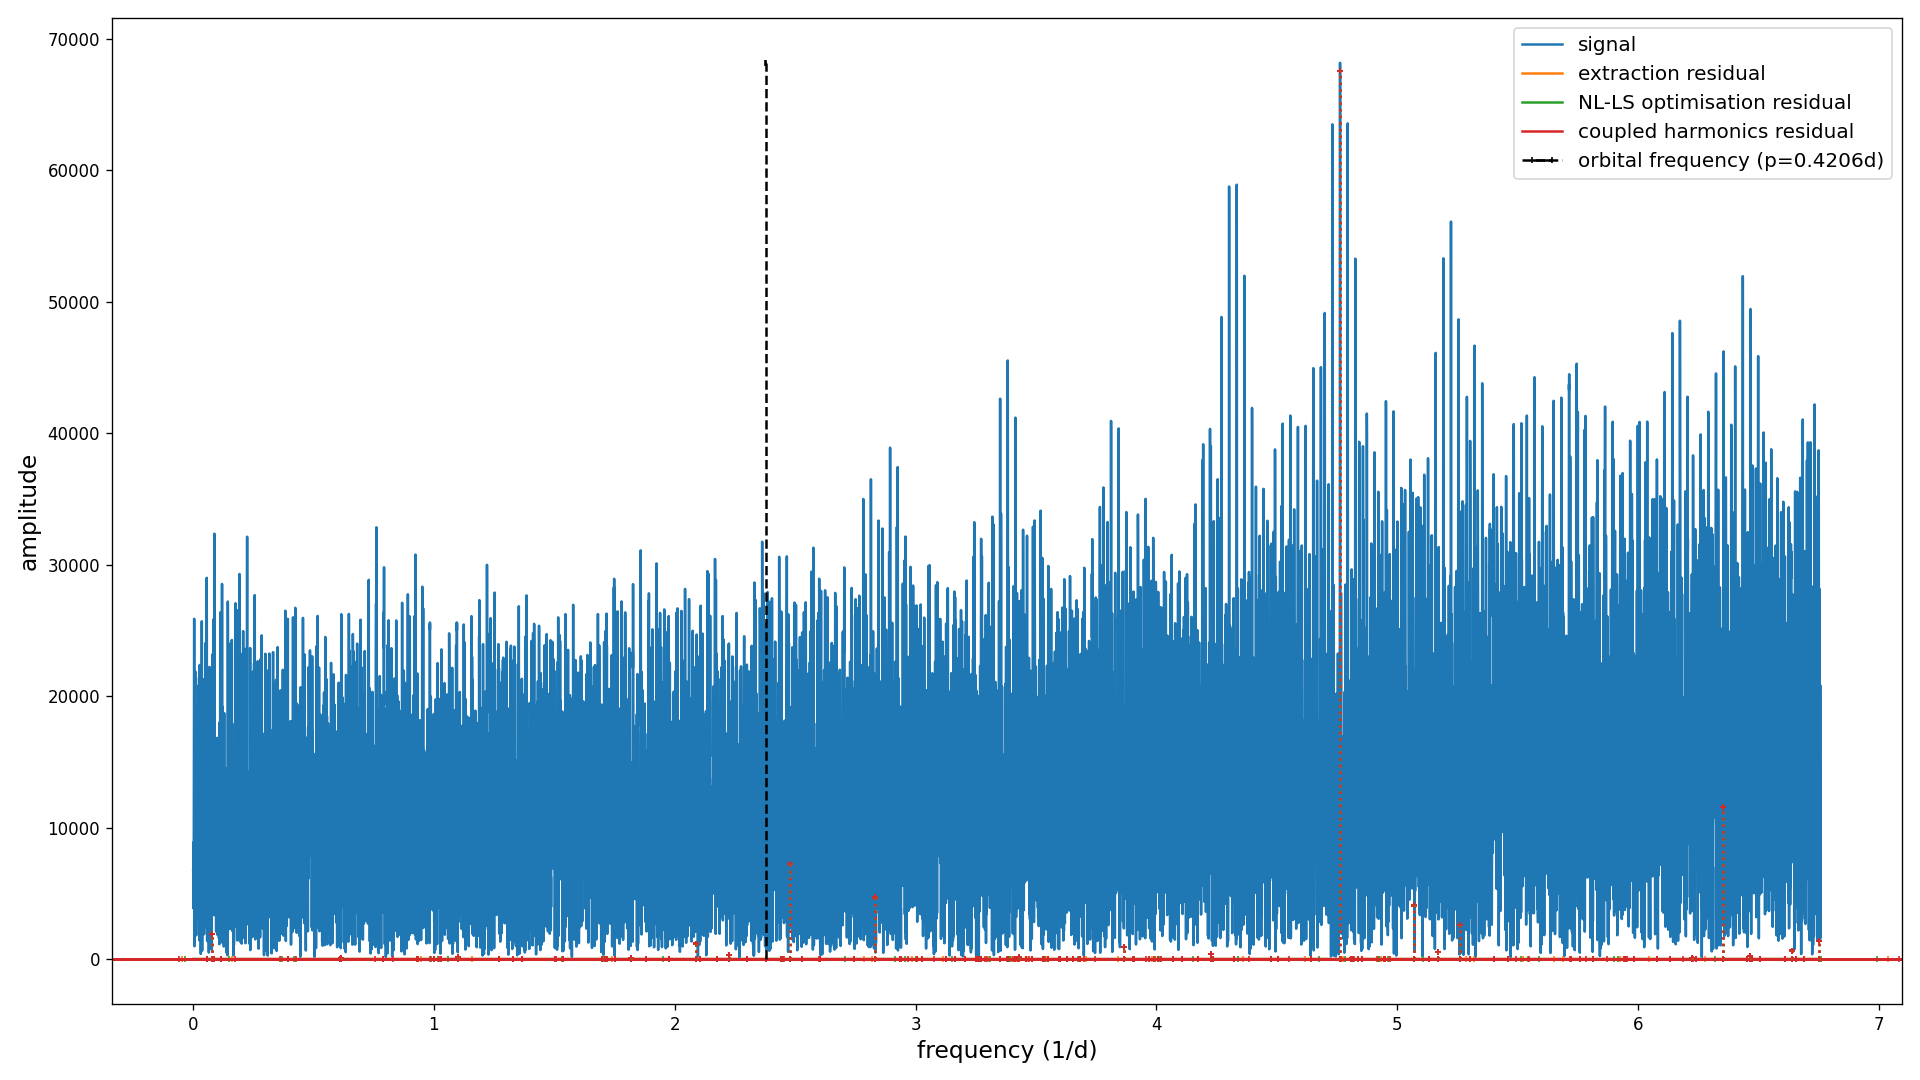 70000
60000
50000
40000
30000
20000
10000
0
amplitude
signal
extraction residual
NL-LS optimisation residual
coupled harmonics residual
orbital frequency (p=0.4206d)
0 1 2 3 4 5 6 7
frequency (1/d)